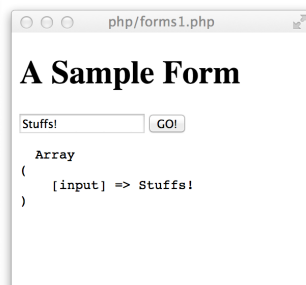 php/forms1.php
A Sample Form
Stuffs! GO!
Array
(
[input] => Stuffs!
)